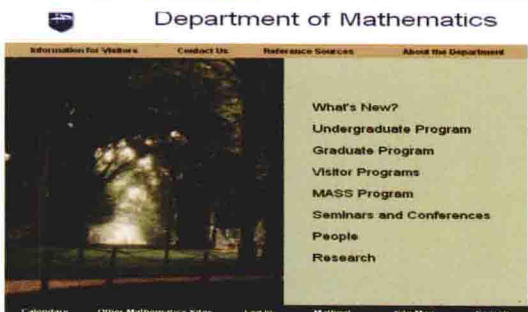 Department of Mathematics
Information for Visitors Contact Us Reference Sources About the Department
What's New?
Undergraduate Program
Graduate Program
Visitor Programs
MASS Program
Seminars and Conferences
People
Research
Calendars Other Mathematics Sites